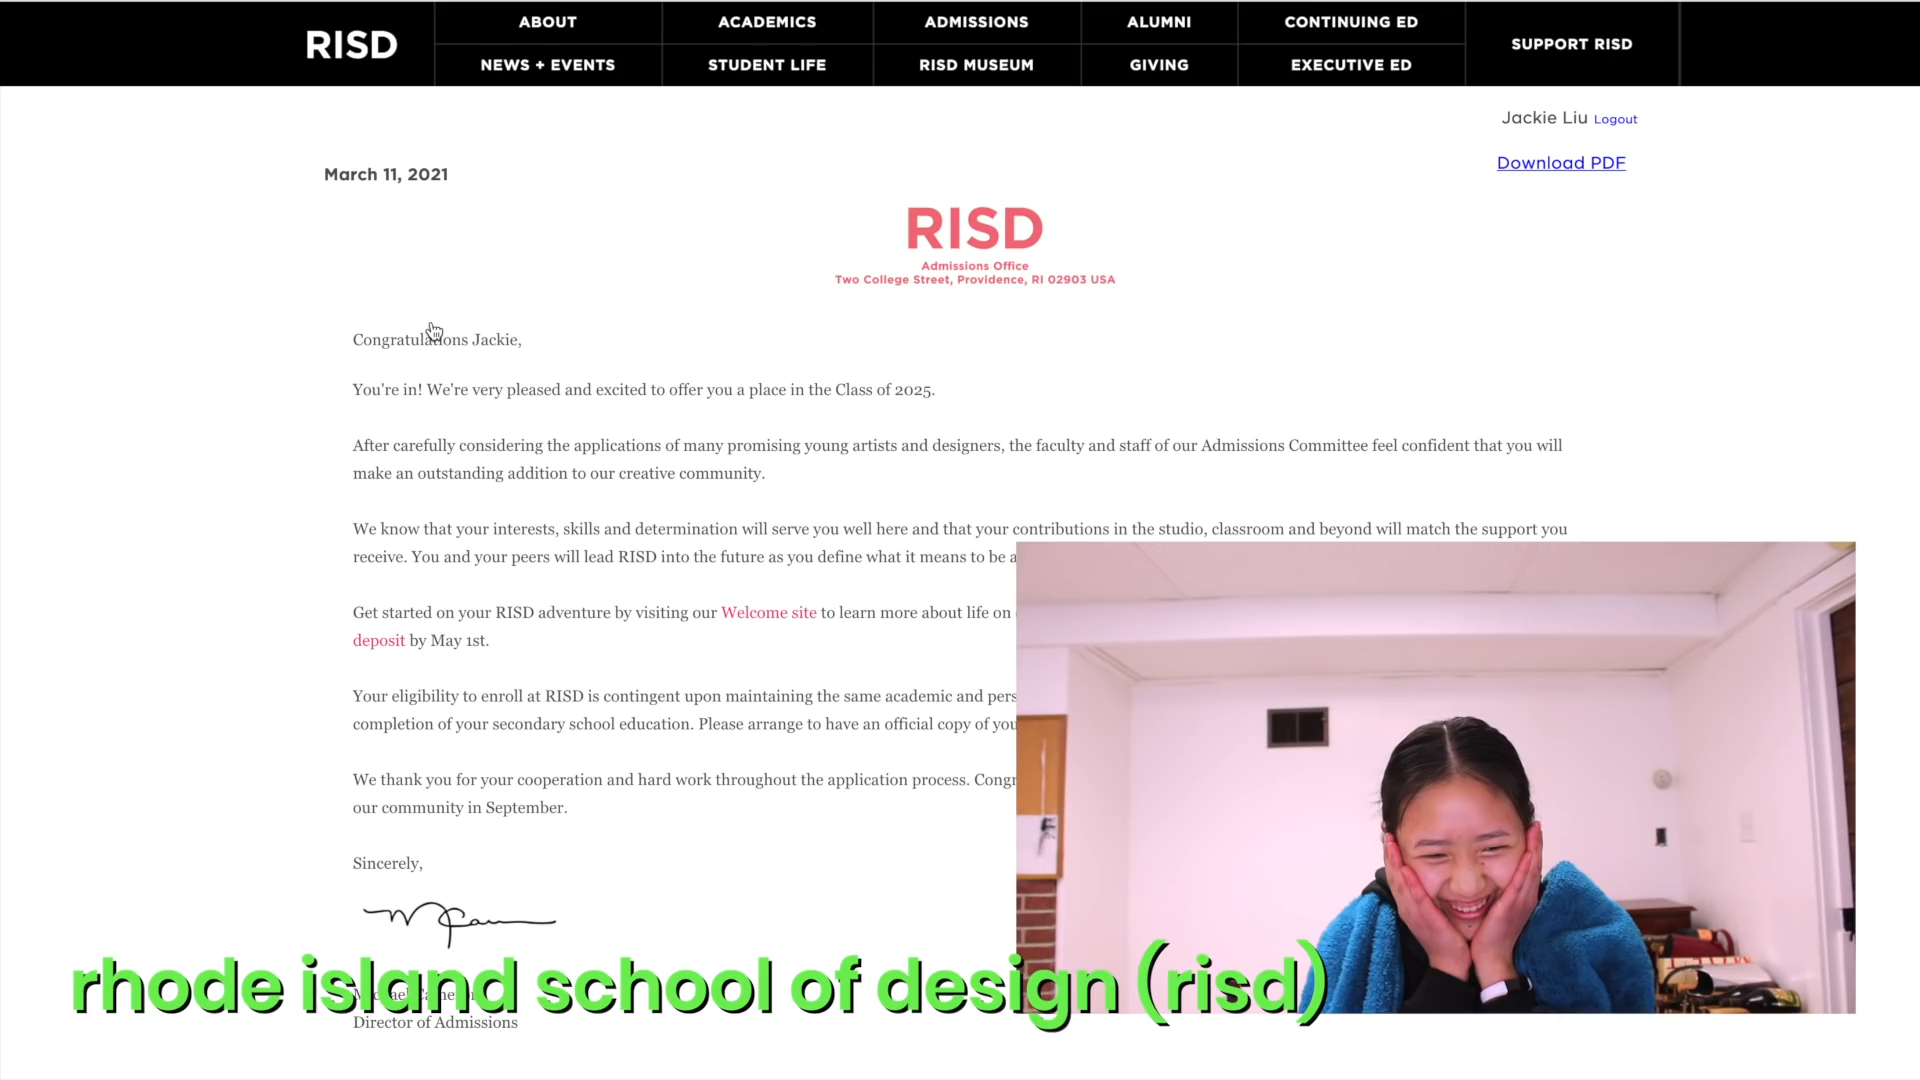 RISD
ABOUT
ACADEMICS
ADMISSIONS
ALUMNI
CONTINUING ED
SUPPORT RISD
NEWS + EVENTS
STUDENT LIFE
RISD MUSEUM
GIVING
EXECUTIVE ED
Jackie Liu Logout
Download PDF
March 11, 2021
RISD
Admissions Office
Two College Street, Providence, RI 02903 USA
Congratulations Jackie,
You're in! We're very pleased and excited to offer you a place in the Class of 2025.
After carefully considering the applications of many promising young artists and designers, the faculty and staff of our Admissions Committee feel confident that you will
make an outstanding addition to our creative community.
We know that your interests, skills and determination will serve you well here and that your contributions in the studio, classroom and beyond will match the support you
receive. You and your peers will lead RISD into the future as you define what it means to be a
Get started on your RISD adventure by visiting our Welcome site to learn more about life on
deposit by May 1st.
Your eligibility to enroll at RISD is contingent upon maintaining the same academic and pers
completion of your secondary school education. Please arrange to have an official copy of you
We thank you for your cooperation and hard work throughout the application process. Congr
our community in September.
Sincerely,
rhode island school of design (risd)
Director of Admissions